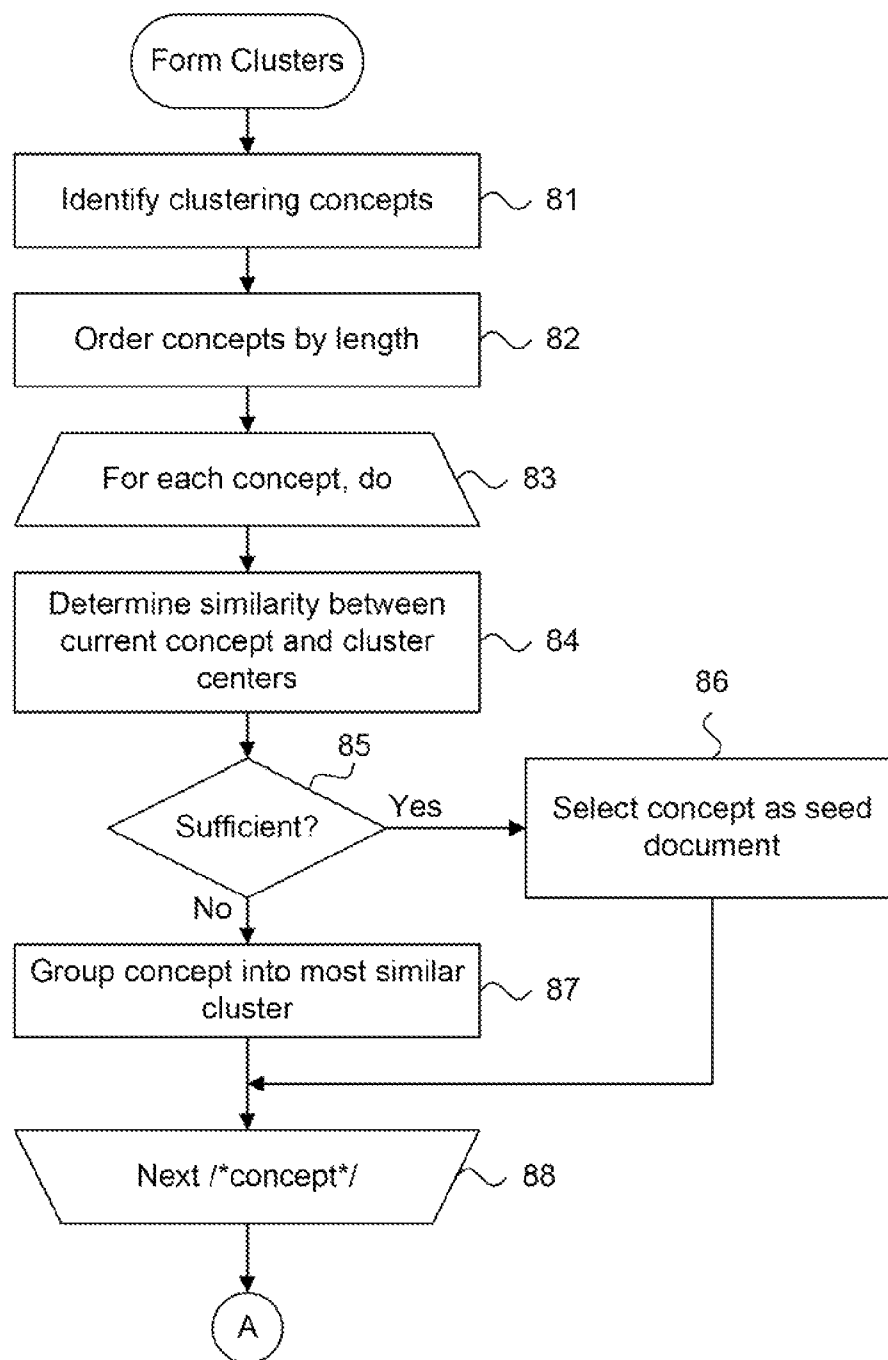 Form Clusters
Identify clustering concepts
81
Order concepts by length
82
For each concept, do
83
Determine similarity between
current concept and cluster
centers
84
85
Sufficient?
Yes
No
86
Select concept as seed
document
Group concept into most similar
cluster
87
Next /*concept*/
88
A